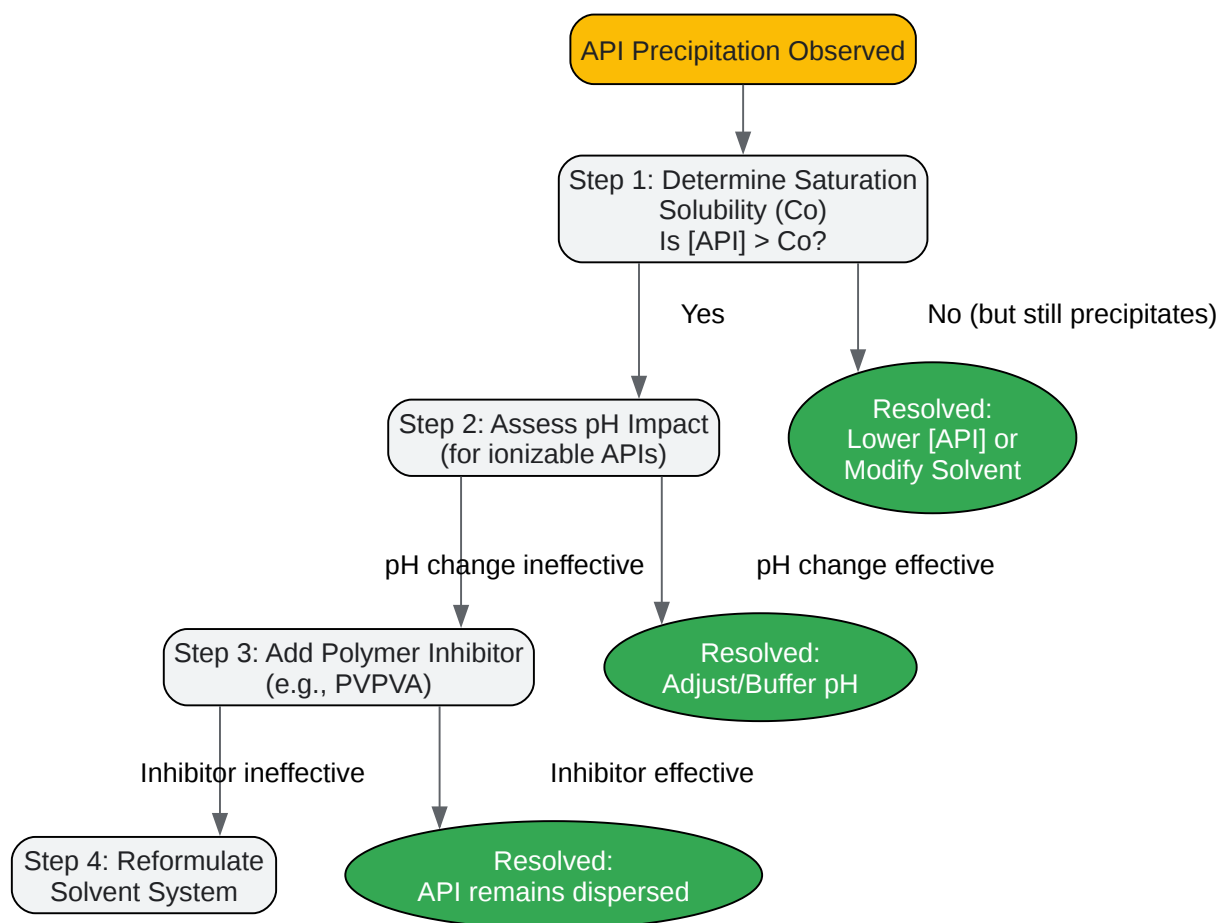 API Precipitation Observed
Step 1: Determine Saturation
Solubility (Co)
Is [API] > Co?
Yes
No (but still precipitates)
Resolved:
Lower [API] or
Modify Solvent
Step 2: Assess pH Impact
(for ionizable APIs)
pH change ineffective
pH change effective
Step 3: Add Polymer Inhibitor
(e.g., PVPVA)
Resolved:
Adjust/Buffer pH
Inhibitor ineffective
Inhibitor effective
Step 4: Reformulate
Solvent System
Resolved:
API remains dispersed